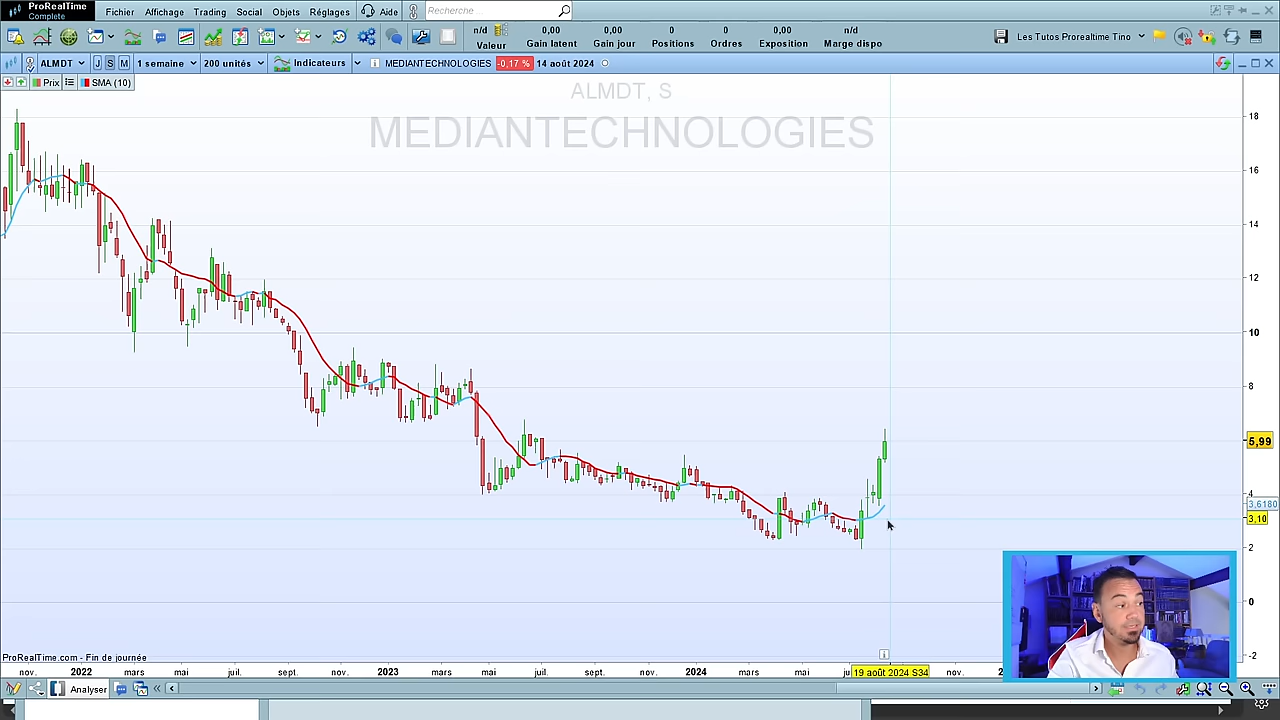 ProRealTime
Complete
Fichier Affichage Trading Social Objets Réglages Aide Recherche
n/d
Valeur
0,00
Gain latent
0,00
Gain jour
0
Positions
0
Ordres
0,00
Exposition
n/d
Marge dispo
Les Tutos Prorealtime Tino
ALMDT J S M 1 semaine 200 unités Indicateurs MEDIANTECHNOLOGIES -0,17 % 14 août 2024
Prix SMA (10)
ALMDT, S
MEDIANTECHNOLOGIES
18
16
14
12
10
8
5,99
4
3,6180
3,10
2
0
-2
ProRealTime.com - Fin de journée
nov. 2022 mars mai juil. sept. nov. 2023 mars mai juil. sept. nov. 2024 mars mai 19 août 2024 S34 nov.
Analyser